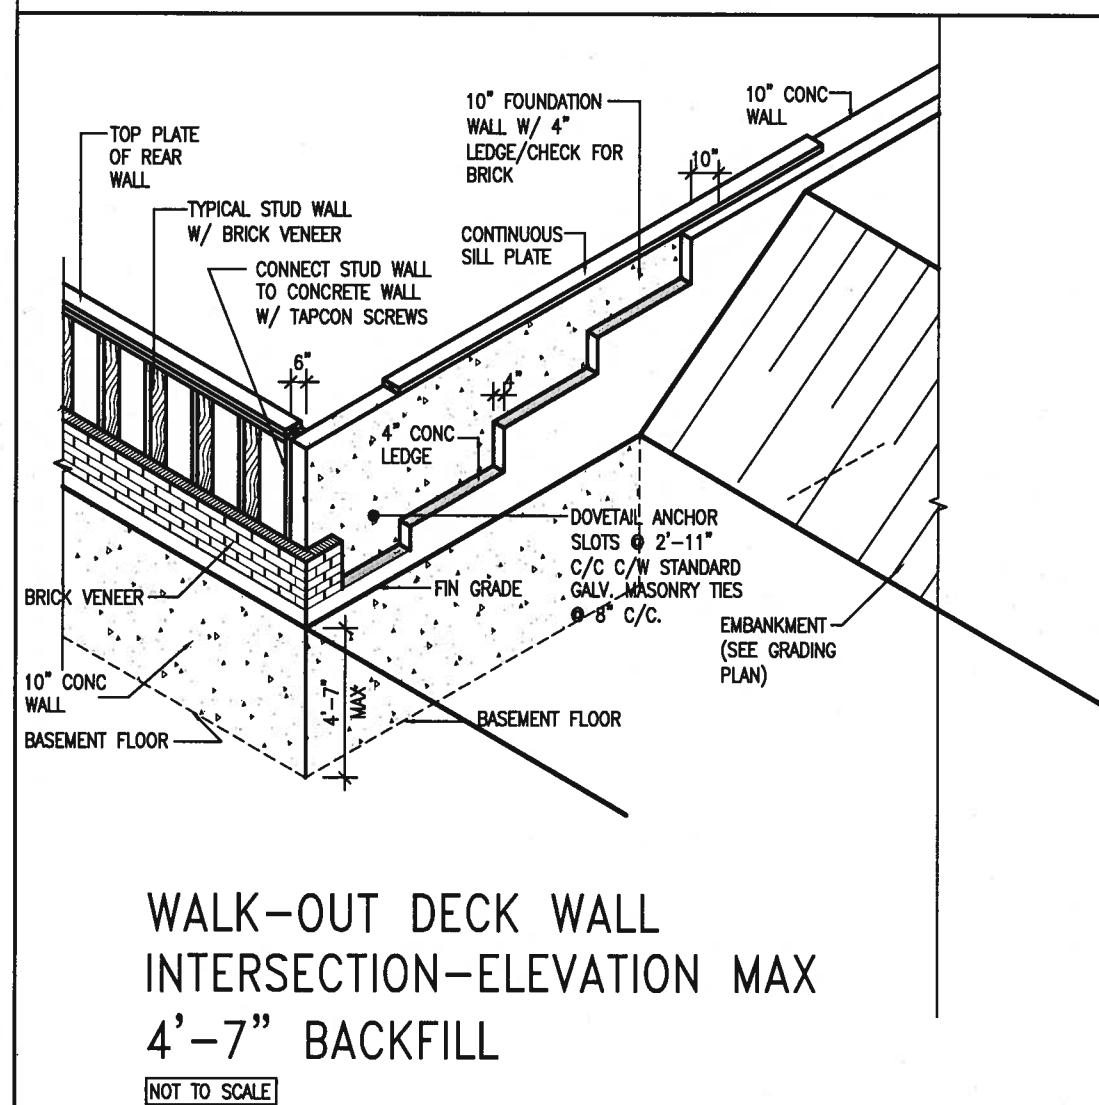 TOP PLATE
OF REAR
WALL
TYPICAL STUD WALL
W/ BRICK VENEER
CONNECT STUD WALL
TO CONCRETE WALL
W/ TAPCON SCREWS
10" FOUNDATION
WALL W/ 4"
LEDGE/CHECK FOR
BRICK
10" CONC
WALL
10"
CONTINUOUS
SILL PLATE
6"
4"
4" CONC
LEDGE
DOVETAIL ANCHOR
SLOTS @ 2'-11"
C/C C/W STANDARD
GALV. MASONRY TIES
@ 8" C/C.
FIN GRADE
BRICK VENEER
EMBANKMENT
(SEE GRADING
PLAN)
10" CONC
WALL
4'-7"
MAX
BASEMENT FLOOR
BASEMENT FLOOR
WALK-OUT DECK WALL
INTERSECTION-ELEVATION MAX
4'-7" BACKFILL
NOT TO SCALE